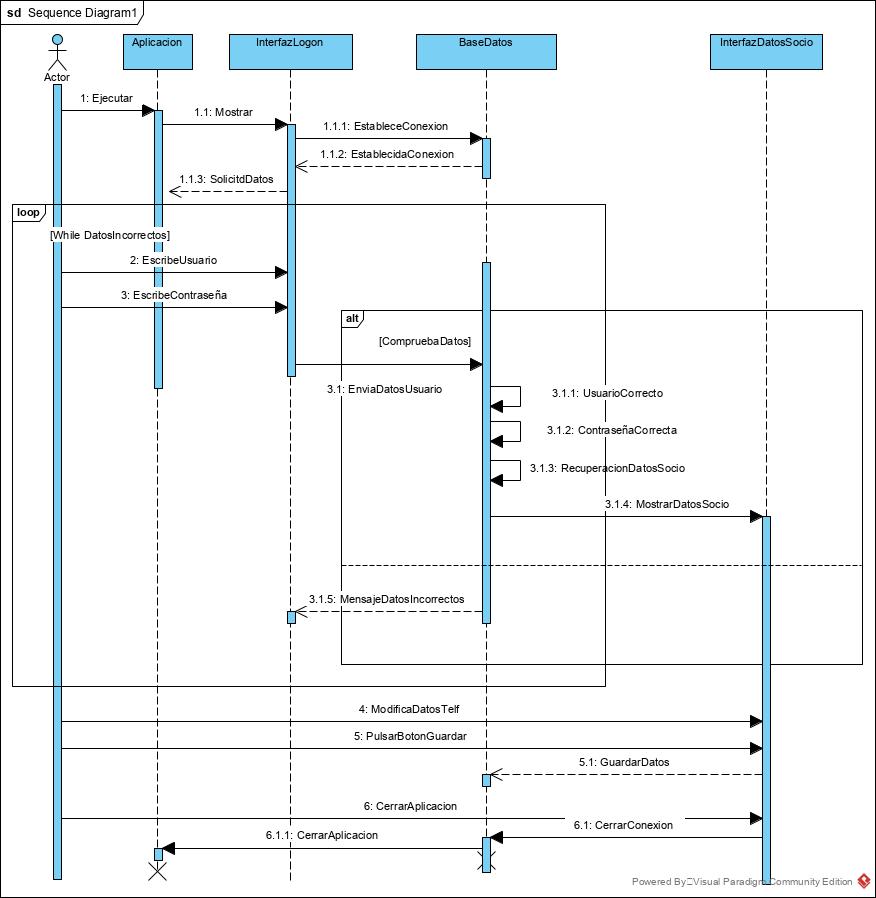 sd Sequence Diagram1
Aplicacion
InterfazLogon
BaseDatos
InterfazDatosSocio
Actor
1: Ejecutar
1.1: Mostrar
1.1.1: EstableceConexion
1.1.2: EstablecidaConexion
1.1.3: SolicitdDatos
loop
[While DatosIncorrectos]
2: EscribeUsuario
3: EscribeContraseña
alt
[CompruebaDatos]
3.1: EnviaDatosUsuario
3.1.1: UsuarioCorrecto
3.1.2: ContraseñaCorrecta
3.1.3: RecuperacionDatosSocio
3.1.4: MostrarDatosSocio
3.1.5: MensajeDatosIncorrectos
4: ModificaDatosTelf
5: PulsarBotonGuardar
5.1: GuardarDatos
6: CerrarAplicacion
6.1: CerrarConexion
6.1.1: CerrarAplicacion
Powered By Visual Paradigm Community Edition